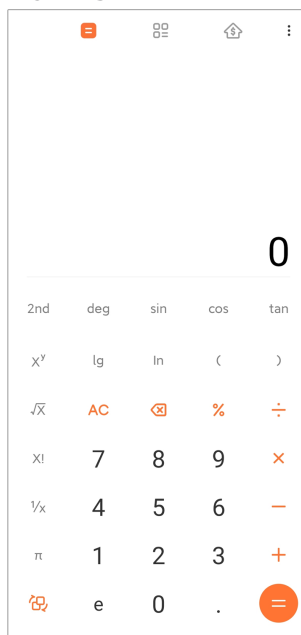 0
2nd deg sin cos tan
Xʸ lg ln ( )
√X AC % ÷
X! 7 8 9 ×
¹/x 4 5 6 −
π 1 2 3 +
e 0 . =